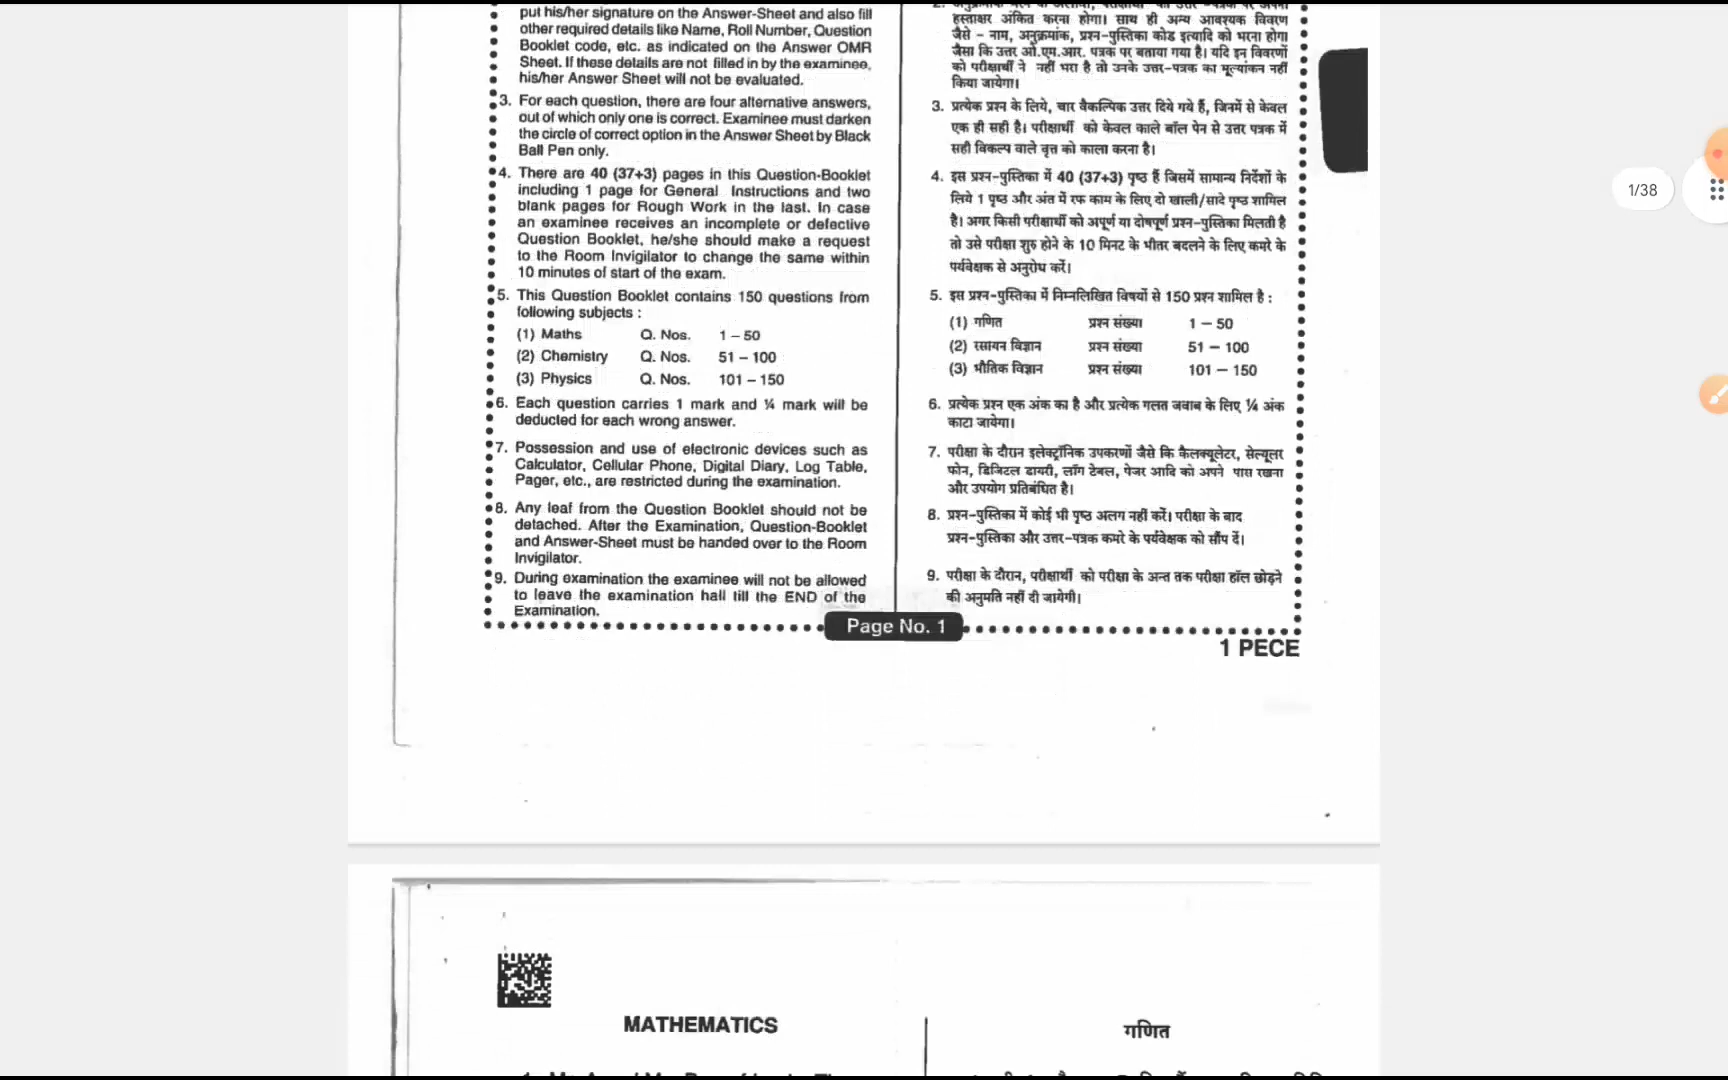 put his/her signature on the Answer-Sheet and also fill
other required details like Name, Roll Number, Question
Booklet code, etc. as indicated on the Answer OMR
Sheet. If these details are not filled in by the examinee,
his/her Answer Sheet will not be evaluated.
3. For each question, there are four alternative answers,
out of which only one is correct. Examinee must darken
the circle of correct option in the Answer Sheet by Black
Ball Pen only.
4. There are 40 (37+3) pages in this Question-Booklet
including 1 page for General Instructions and two
blank pages for Rough Work in the last. In case
an examinee receives an incomplete or defective
Question Booklet, he/she should make a request
to the Room Invigilator to change the same within
10 minutes of start of the exam.
5. This Question Booklet contains 150 questions from
following subjects :
(1) Maths Q. Nos. 1 – 50
(2) Chemistry Q. Nos. 51 – 100
(3) Physics Q. Nos. 101 – 150
6. Each question carries 1 mark and ¼ mark will be
deducted for each wrong answer.
7. Possession and use of electronic devices such as
Calculator, Cellular Phone, Digital Diary, Log Table,
Pager, etc., are restricted during the examination.
8. Any leaf from the Question Booklet should not be
detached. After the Examination, Question-Booklet
and Answer-Sheet must be handed over to the Room
Invigilator.
9. During examination the examinee will not be allowed
to leave the examination hall till the END of the
Examination.
हस्ताक्षर अंकित करना होगा। साथ ही अन्य आवश्यक विवरण
जैसे – नाम, अनुक्रमांक, प्रश्न-पुस्तिका कोड इत्यादि को भरना होगा
जैसा कि उत्तर ओ.एम.आर. पत्रक पर बताया गया है। यदि इन विवरणों
को परीक्षार्थी ने नहीं भरा है तो उनके उत्तर-पत्रक का मूल्यांकन नहीं
किया जायेगा।
3. प्रत्येक प्रश्न के लिये, चार वैकल्पिक उत्तर दिये गये हैं, जिनमें से केवल
एक ही सही है। परीक्षार्थी को केवल काले बॉल पेन से उत्तर पत्रक में
सही विकल्प वाले वृत्त को काला करना है।
4. इस प्रश्न-पुस्तिका में 40 (37+3) पृष्ठ हैं जिसमें सामान्य निर्देशों के
लिये 1 पृष्ठ और अंत में रफ काम के लिए दो खाली/सादे पृष्ठ शामिल
है। अगर किसी परीक्षार्थी को अपूर्ण या दोषपूर्ण प्रश्न-पुस्तिका मिलती है
तो उसे परीक्षा शुरु होने के 10 मिनट के भीतर बदलने के लिए कमरे के
पर्यवेक्षक से अनुरोध करें।
5. इस प्रश्न-पुस्तिका में निम्नलिखित विषयों से 150 प्रश्न शामिल है :
(1) गणित प्रश्न संख्या 1 – 50
(2) रसायन विज्ञान प्रश्न संख्या 51 – 100
(3) भौतिक विज्ञान प्रश्न संख्या 101 – 150
6. प्रत्येक प्रश्न एक अंक का है और प्रत्येक गलत जवाब के लिए ¼ अंक
काटा जायेगा।
7. परीक्षा के दौरान इलेक्ट्रॉनिक उपकरणों जैसे कि कैलक्यूलेटर, सेल्यूलर
फोन, डिजिटल डायरी, लॉग टेबल, पेजर आदि को अपने पास रखना
और उपयोग प्रतिबंधित है।
8. प्रश्न-पुस्तिका में कोई भी पृष्ठ अलग नहीं करें। परीक्षा के बाद
प्रश्न-पुस्तिका और उत्तर-पत्रक कमरे के पर्यवेक्षक को सौंप दें।
9. परीक्षा के दौरान, परीक्षार्थी को परीक्षा के अन्त तक परीक्षा हॉल छोड़ने
की अनुमति नहीं दी जायेगी।
1/38
Page No. 1
1 PECE
MATHEMATICS
गणित